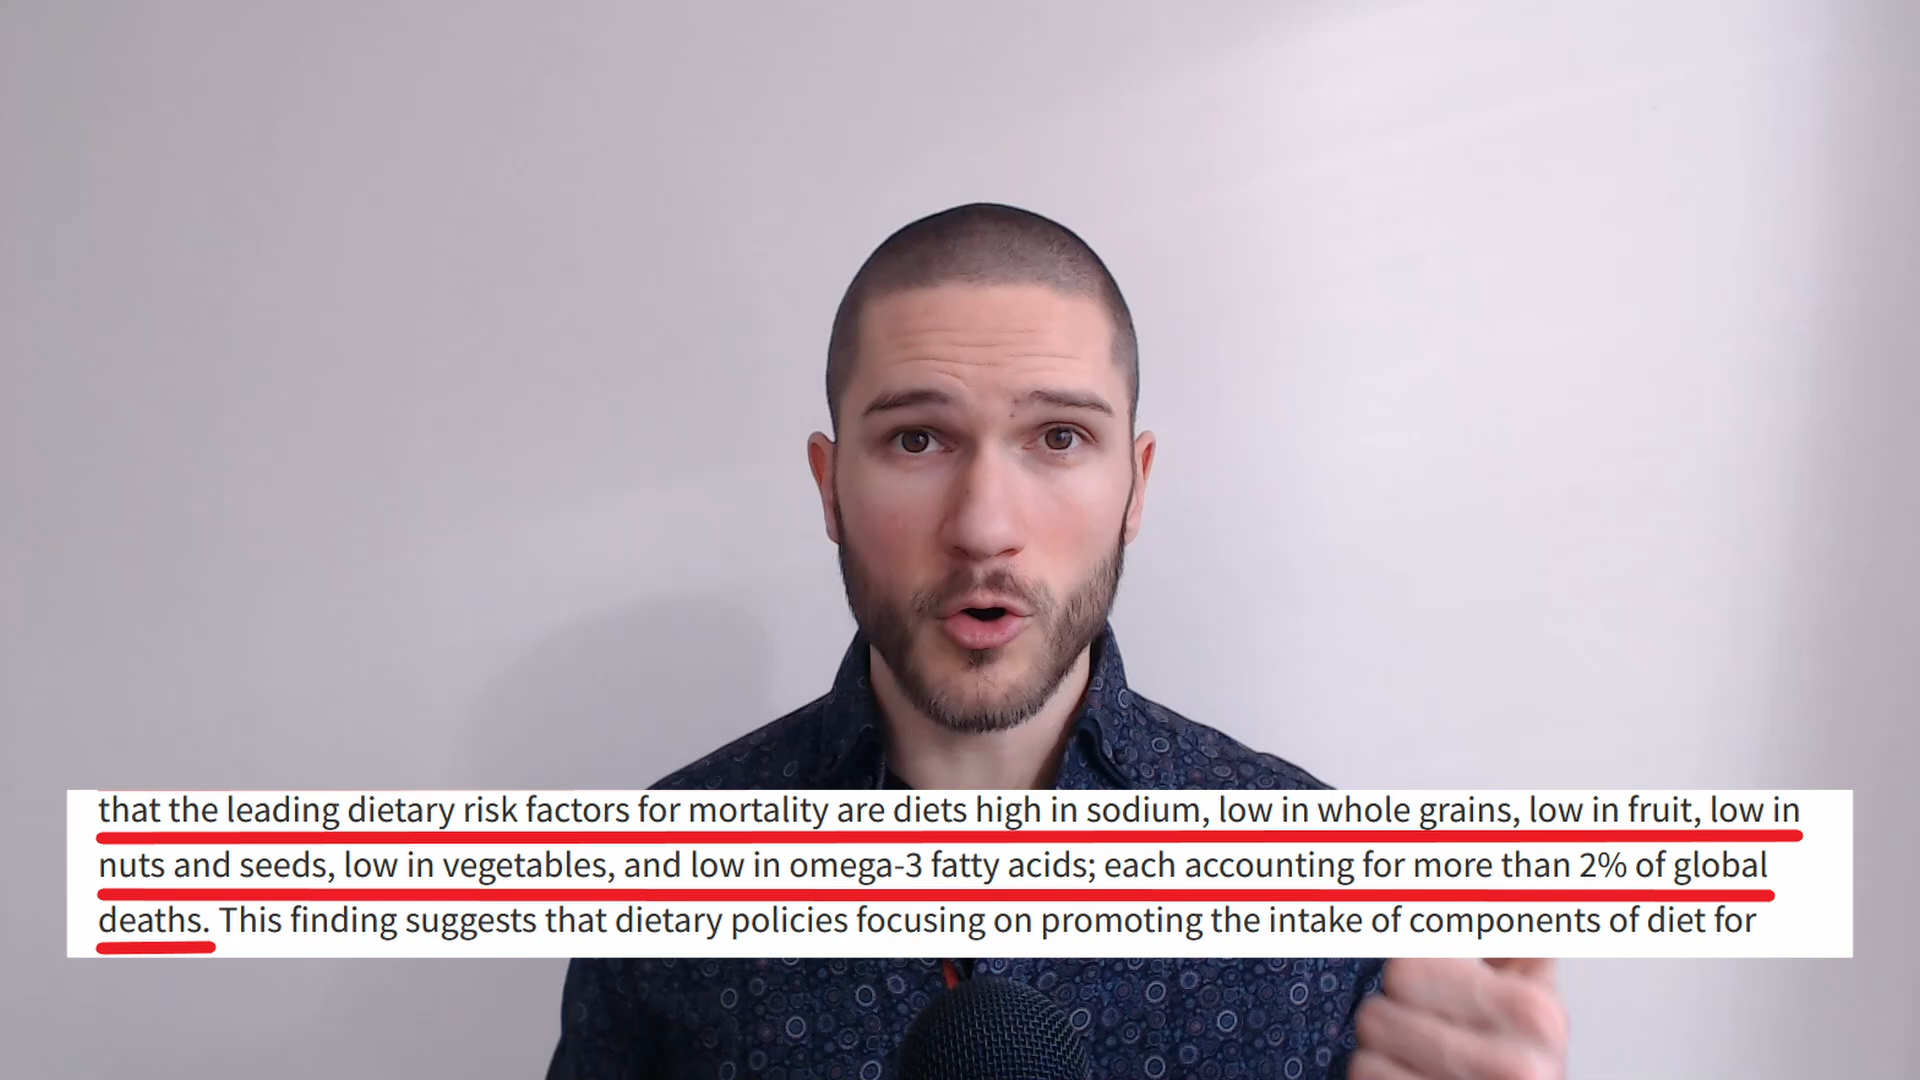 that the leading dietary risk factors for mortality are diets high in sodium, low in whole grains, low in fruit, low in
nuts and seeds, low in vegetables, and low in omega-3 fatty acids; each accounting for more than 2% of global
deaths. This finding suggests that dietary policies focusing on promoting the intake of components of diet for